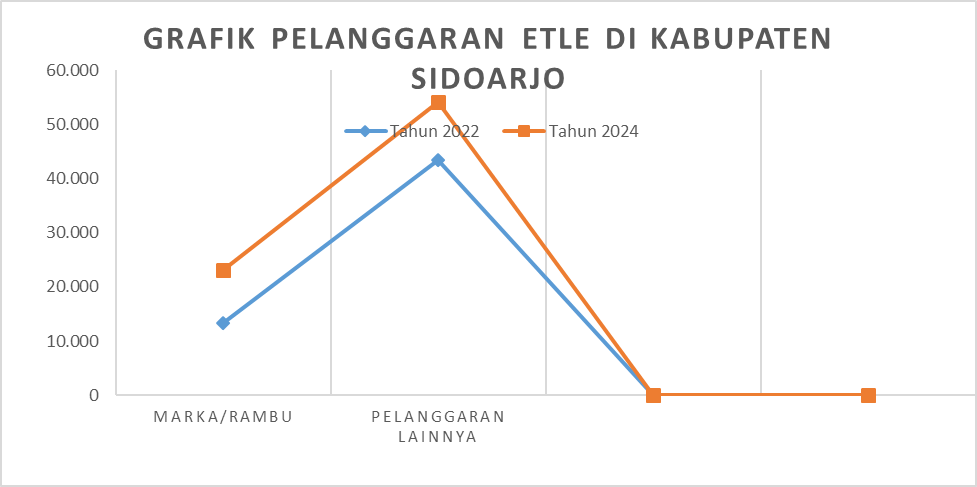 GRAFIK PELANGGARAN ETLE DI KABUPATEN
SIDOARJO
60.000
50.000
40.000
30.000
20.000
10.000
0
Tahun 2022
Tahun 2024
MARKA/RAMBU
PELANGGARAN
LAINNYA